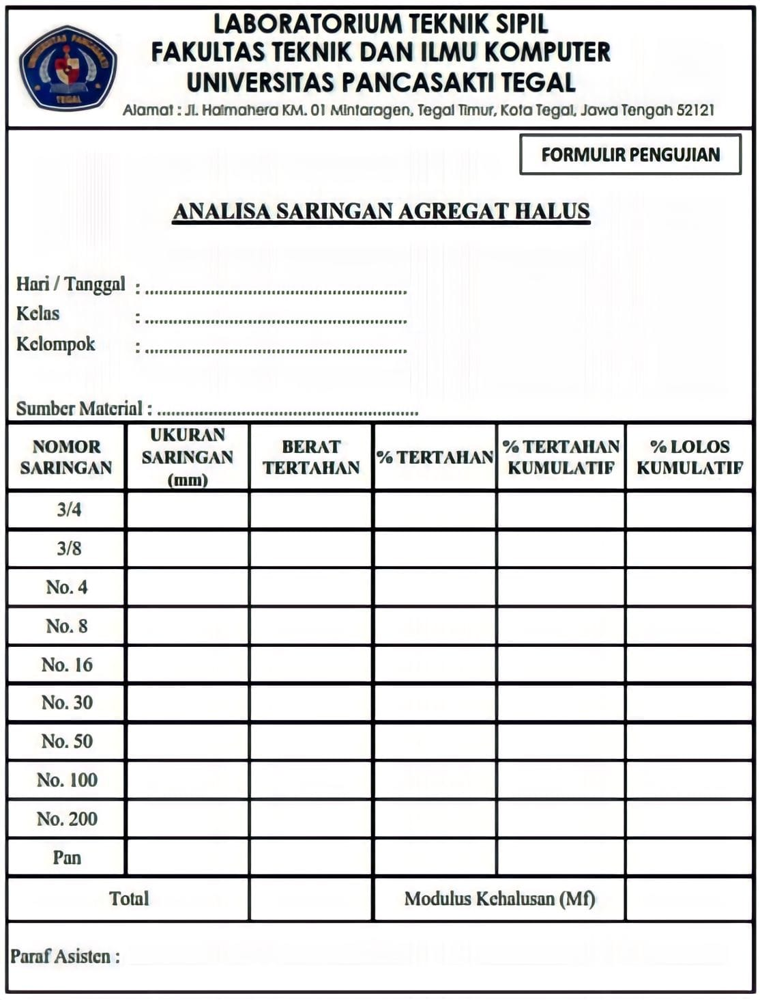 LABORATORIUM TEKNIK SIPIL
FAKULTAS TEKNIK DAN ILMU KOMPUTER
UNIVERSITAS PANCASAKTI TEGAL
Alamat : Jl. Halmahera KM. 01 Mintaragen, Tegal Timur, Kota Tegal, Jawa Tengah 52121
UNIVERSITAS PANCASAKTI
TEGAL
FORMULIR PENGUJIAN
ANALISA SARINGAN AGREGAT HALUS
Hari / Tanggal : ........................................................
Kelas : ........................................................
Kelompok : ........................................................
Sumber Material : ........................................................
NOMOR SARINGAN UKURAN SARINGAN (mm) BERAT TERTAHAN % TERTAHAN % TERTAHAN KUMULATIF % LOLOS KUMULATIF
3/4
3/8
No. 4
No. 8
No. 16
No. 30
No. 50
No. 100
No. 200
Pan
Total Modulus Kehalusan (Mf)
Paraf Asisten :